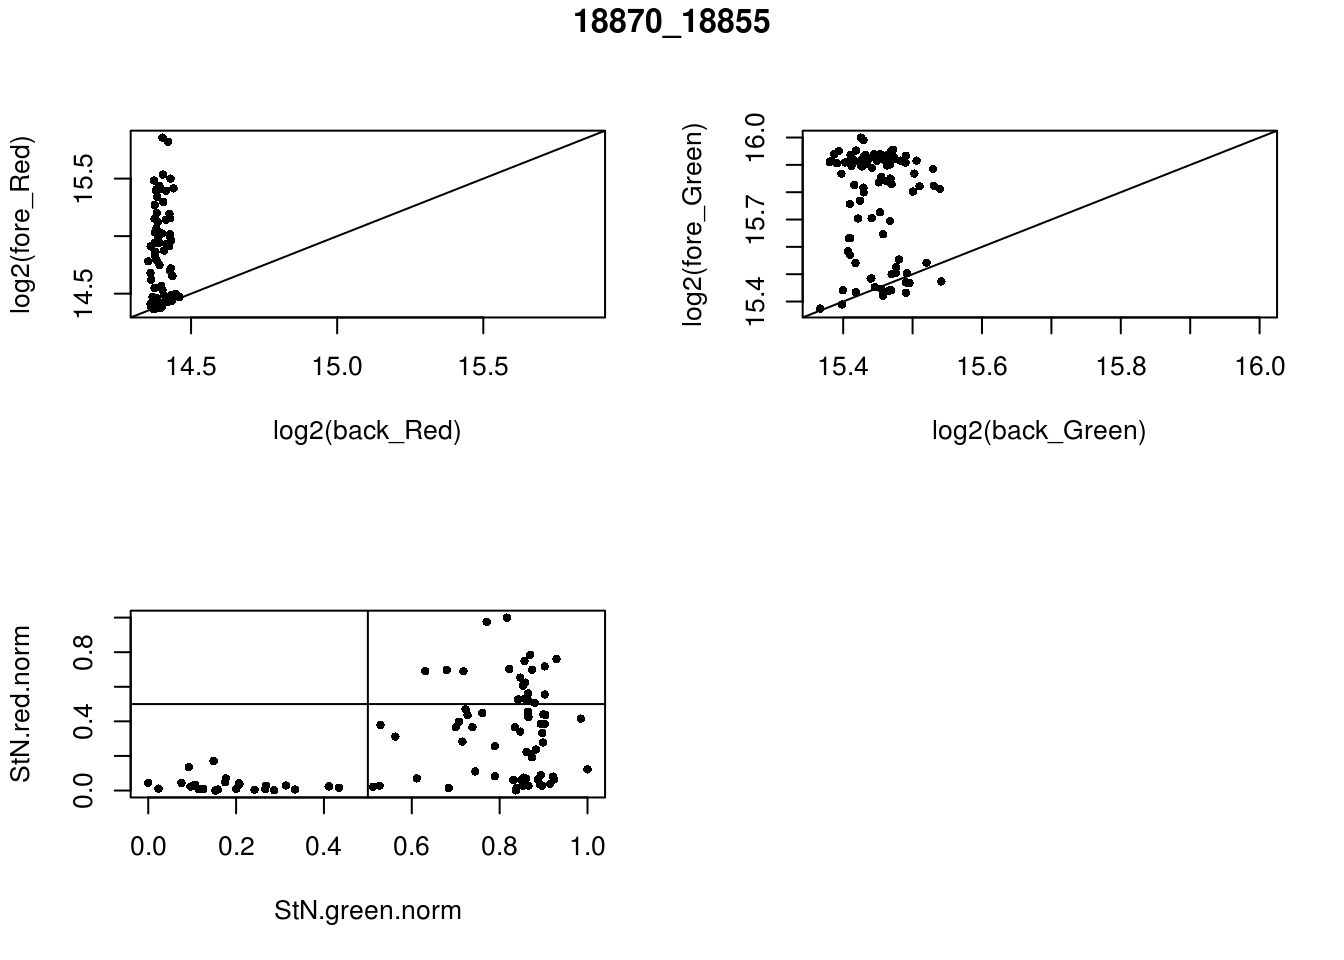 18870_18855
log2(fore_Red)
14.5 15.5
14.5 15.0 15.5
log2(back_Red)
log2(fore_Green)
15.4 15.7 16.0
15.4 15.6 15.8 16.0
log2(back_Green)
StN.red.norm
0.0 0.4 0.8
0.0 0.2 0.4 0.6 0.8 1.0
StN.green.norm